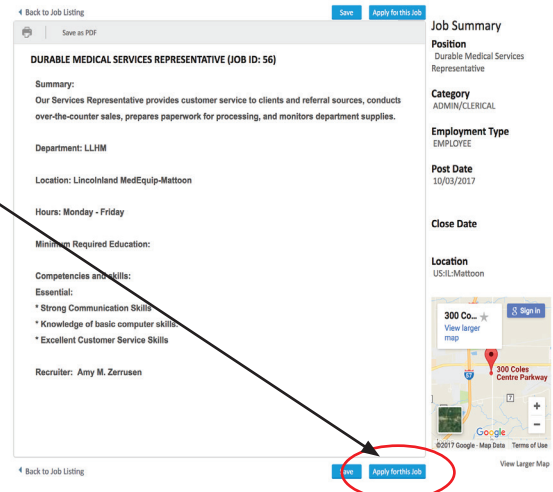 Back to Job Listing
Save
Apply for this Job
Save as PDF
DURABLE MEDICAL SERVICES REPRESENTATIVE (JOB ID: 56)
Summary:
Our Services Representative provides customer service to clients and referral sources, conducts
over-the-counter sales, prepares paperwork for processing, and monitors department supplies.
Department: LLHM
Location: Lincolnland MedEquip-Mattoon
Hours: Monday - Friday
Minimum Required Education:
Competencies and skills:
Essential:
* Strong Communication Skills
* Knowledge of basic computer skills.
* Excellent Customer Service Skills
Recruiter: Amy M. Zerrusen
Back to Job Listing
Save
Apply for this Job
Job Summary
Position
Durable Medical Services
Representative
Category
ADMIN/CLERICAL
Employment Type
EMPLOYEE
Post Date
10/03/2017
Close Date
Location
US:IL:Mattoon
300 Co...
View larger
map
8 Sign in
57
300 Coles
Centre Parkway
7
+
−
Google
©2017 Google - Map Data
Terms of Use
View Larger Map